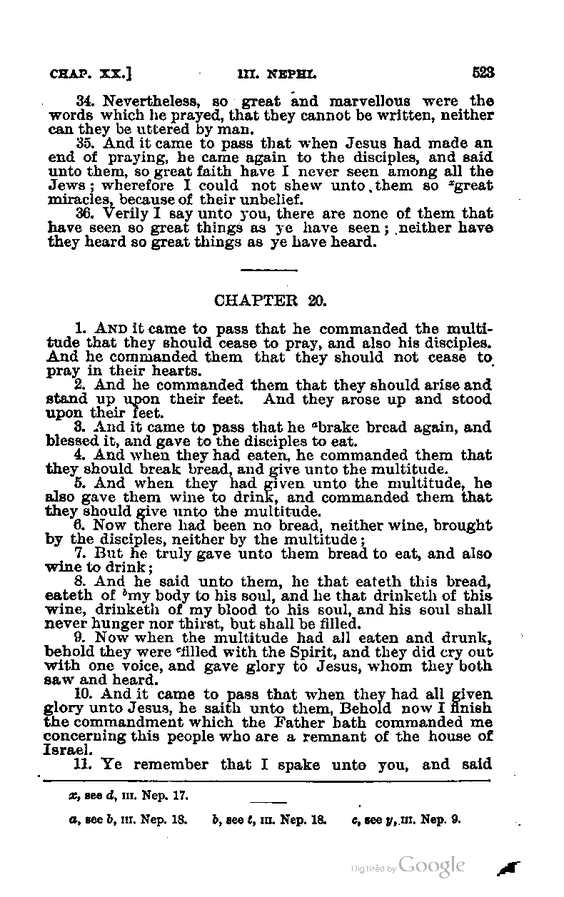 CHAP. XX.] III. NEPHI. 523
34. Nevertheless, so great and marvellous were the
words which he prayed, that they cannot be written, neither
can they be uttered by man.
35. And it came to pass that when Jesus had made an
end of praying, he came again to the disciples, and said
unto them, so great faith have I never seen among all the
Jews; wherefore I could not shew unto them so ˣgreat
miracles, because of their unbelief.
36. Verily I say unto you, there are none of them that
have seen so great things as ye have seen; neither have
they heard so great things as ye have heard.
CHAPTER 20.
1. AND it came to pass that he commanded the multi-
tude that they should cease to pray, and also his disciples.
And he commanded them that they should not cease to
pray in their hearts.
2. And he commanded them that they should arise and
stand up upon their feet. And they arose up and stood
upon their feet.
3. And it came to pass that he ᵃbrake bread again, and
blessed it, and gave to the disciples to eat.
4. And when they had eaten, he commanded them that
they should break bread, and give unto the multitude.
5. And when they had given unto the multitude, he
also gave them wine to drink, and commanded them that
they should give unto the multitude.
6. Now there had been no bread, neither wine, brought
by the disciples, neither by the multitude;
7. But he truly gave unto them bread to eat, and also
wine to drink;
8. And he said unto them, he that eateth this bread,
eateth of ᵇmy body to his soul, and he that drinketh of this
wine, drinketh of my blood to his soul, and his soul shall
never hunger nor thirst, but shall be filled.
9. Now when the multitude had all eaten and drunk,
behold they were ᶜfilled with the Spirit, and they did cry out
with one voice, and gave glory to Jesus, whom they both
saw and heard.
10. And it came to pass that when they had all given
glory unto Jesus, he saith unto them, Behold now I finish
the commandment which the Father hath commanded me
concerning this people who are a remnant of the house of
Israel.
11. Ye remember that I spake unto you, and said
x, see d, III. Nep. 17.
a, see b, III. Nep. 18. b, see t, III. Nep. 18. c, see y, III. Nep. 9.
Digitized by Google